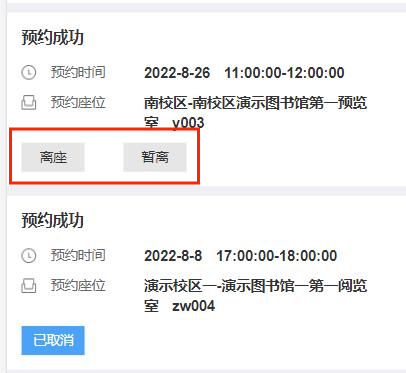 预约成功
预约时间 2022-8-26 11:00:00-12:00:00
预约座位 南校区-南校区演示图书馆第一预览
室 y003
离座 暂离
预约成功
预约时间 2022-8-8 17:00:00-18:00:00
预约座位 演示校区一-演示图书馆一第一阅览
室 zw004
已取消